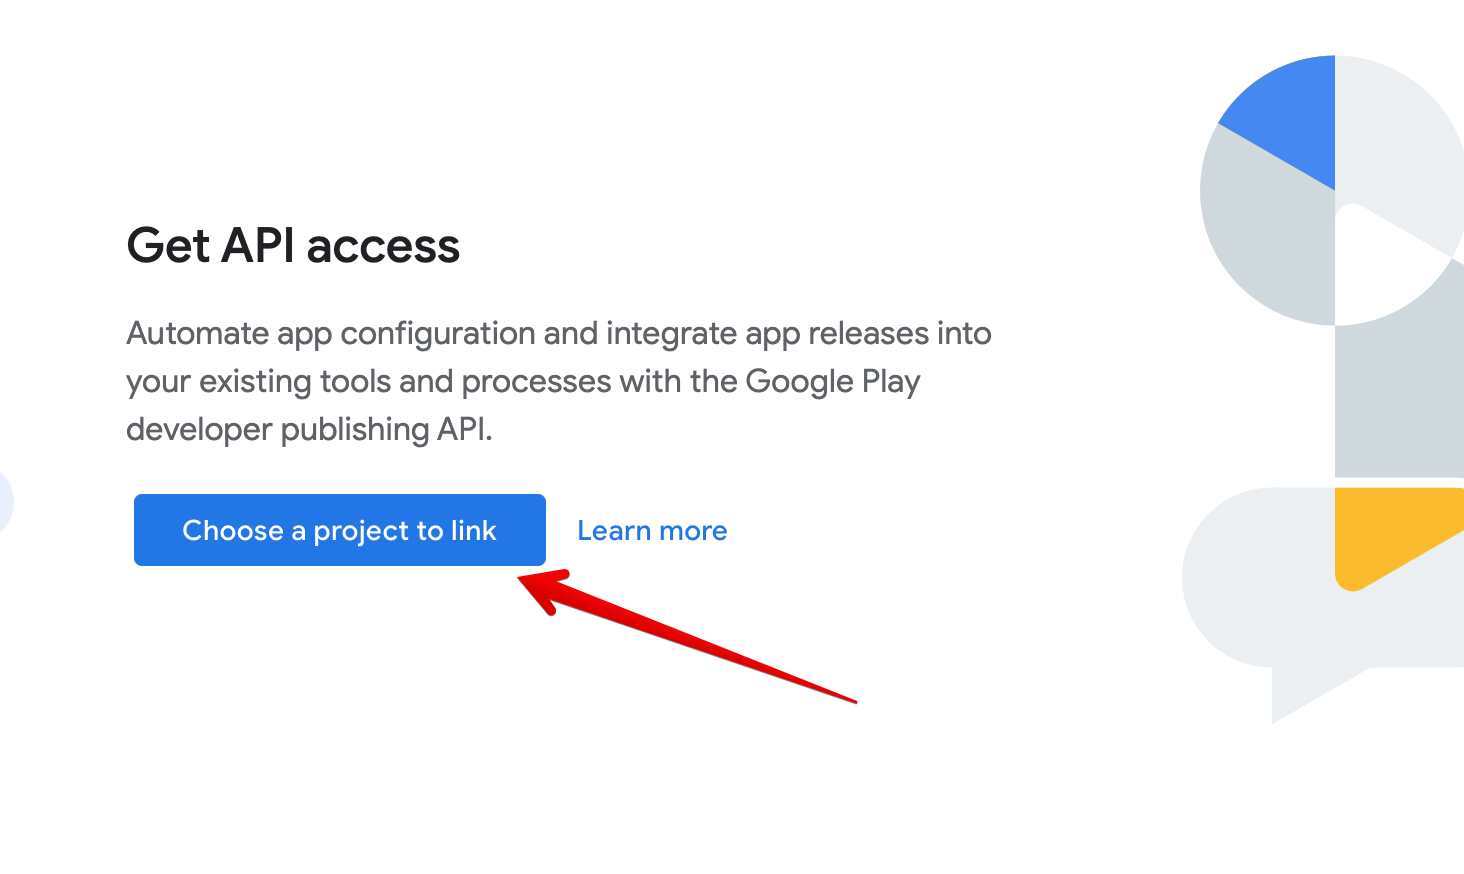 Get API access
Automate app configuration and integrate app releases into
your existing tools and processes with the Google Play
developer publishing API.
Choose a project to link
Learn more